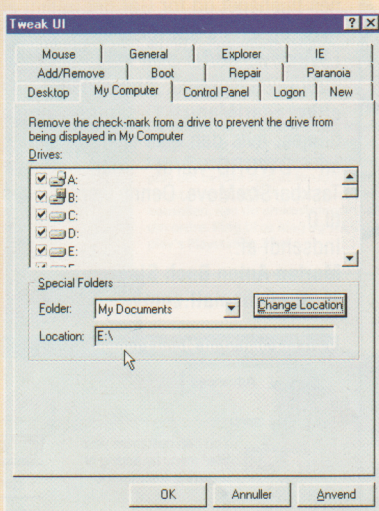 Tweak UI
Mouse General Explorer IE
Add/Remove Boot Repair Paranoia
Desktop My Computer Control Panel Logon New
Remove the check-mark from a drive to prevent the drive from
being displayed in My Computer
Drives:
A:
B:
C:
D:
E:
Special Folders
Folder: My Documents Change Location
Location: E:\
OK Annuller Anvend